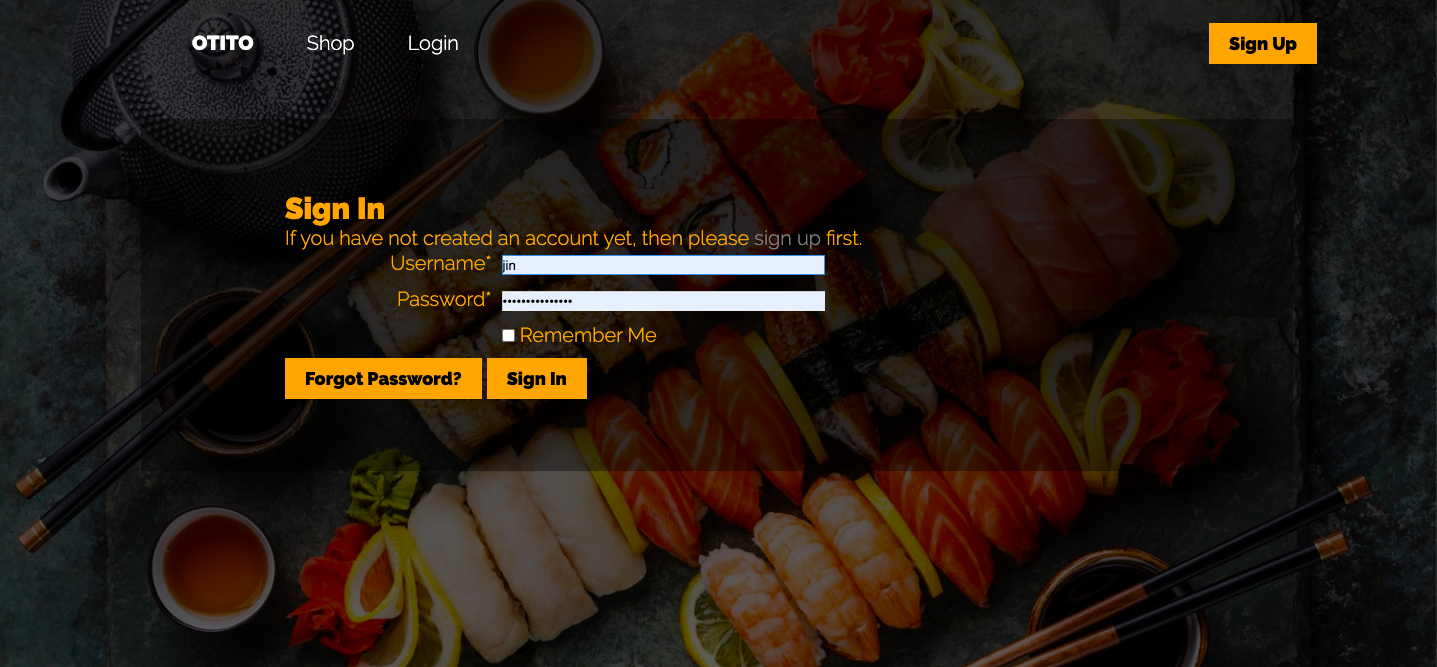 OTITO Shop Login Sign Up
Sign In
If you have not created an account yet, then please sign up first.
Username* jin
Password* •••••••••••••••
Remember Me
Forgot Password? Sign In